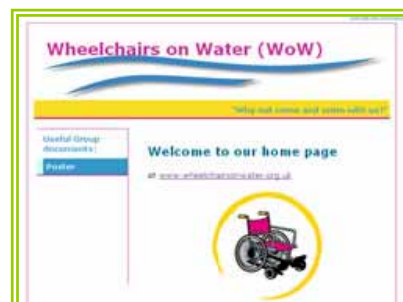 Wheelchairs on Water (WoW)
"Why not come and swim with us?"
Useful Group
documents:
Poster
Welcome to our home page
at www.wheelchairsonwater.org.uk